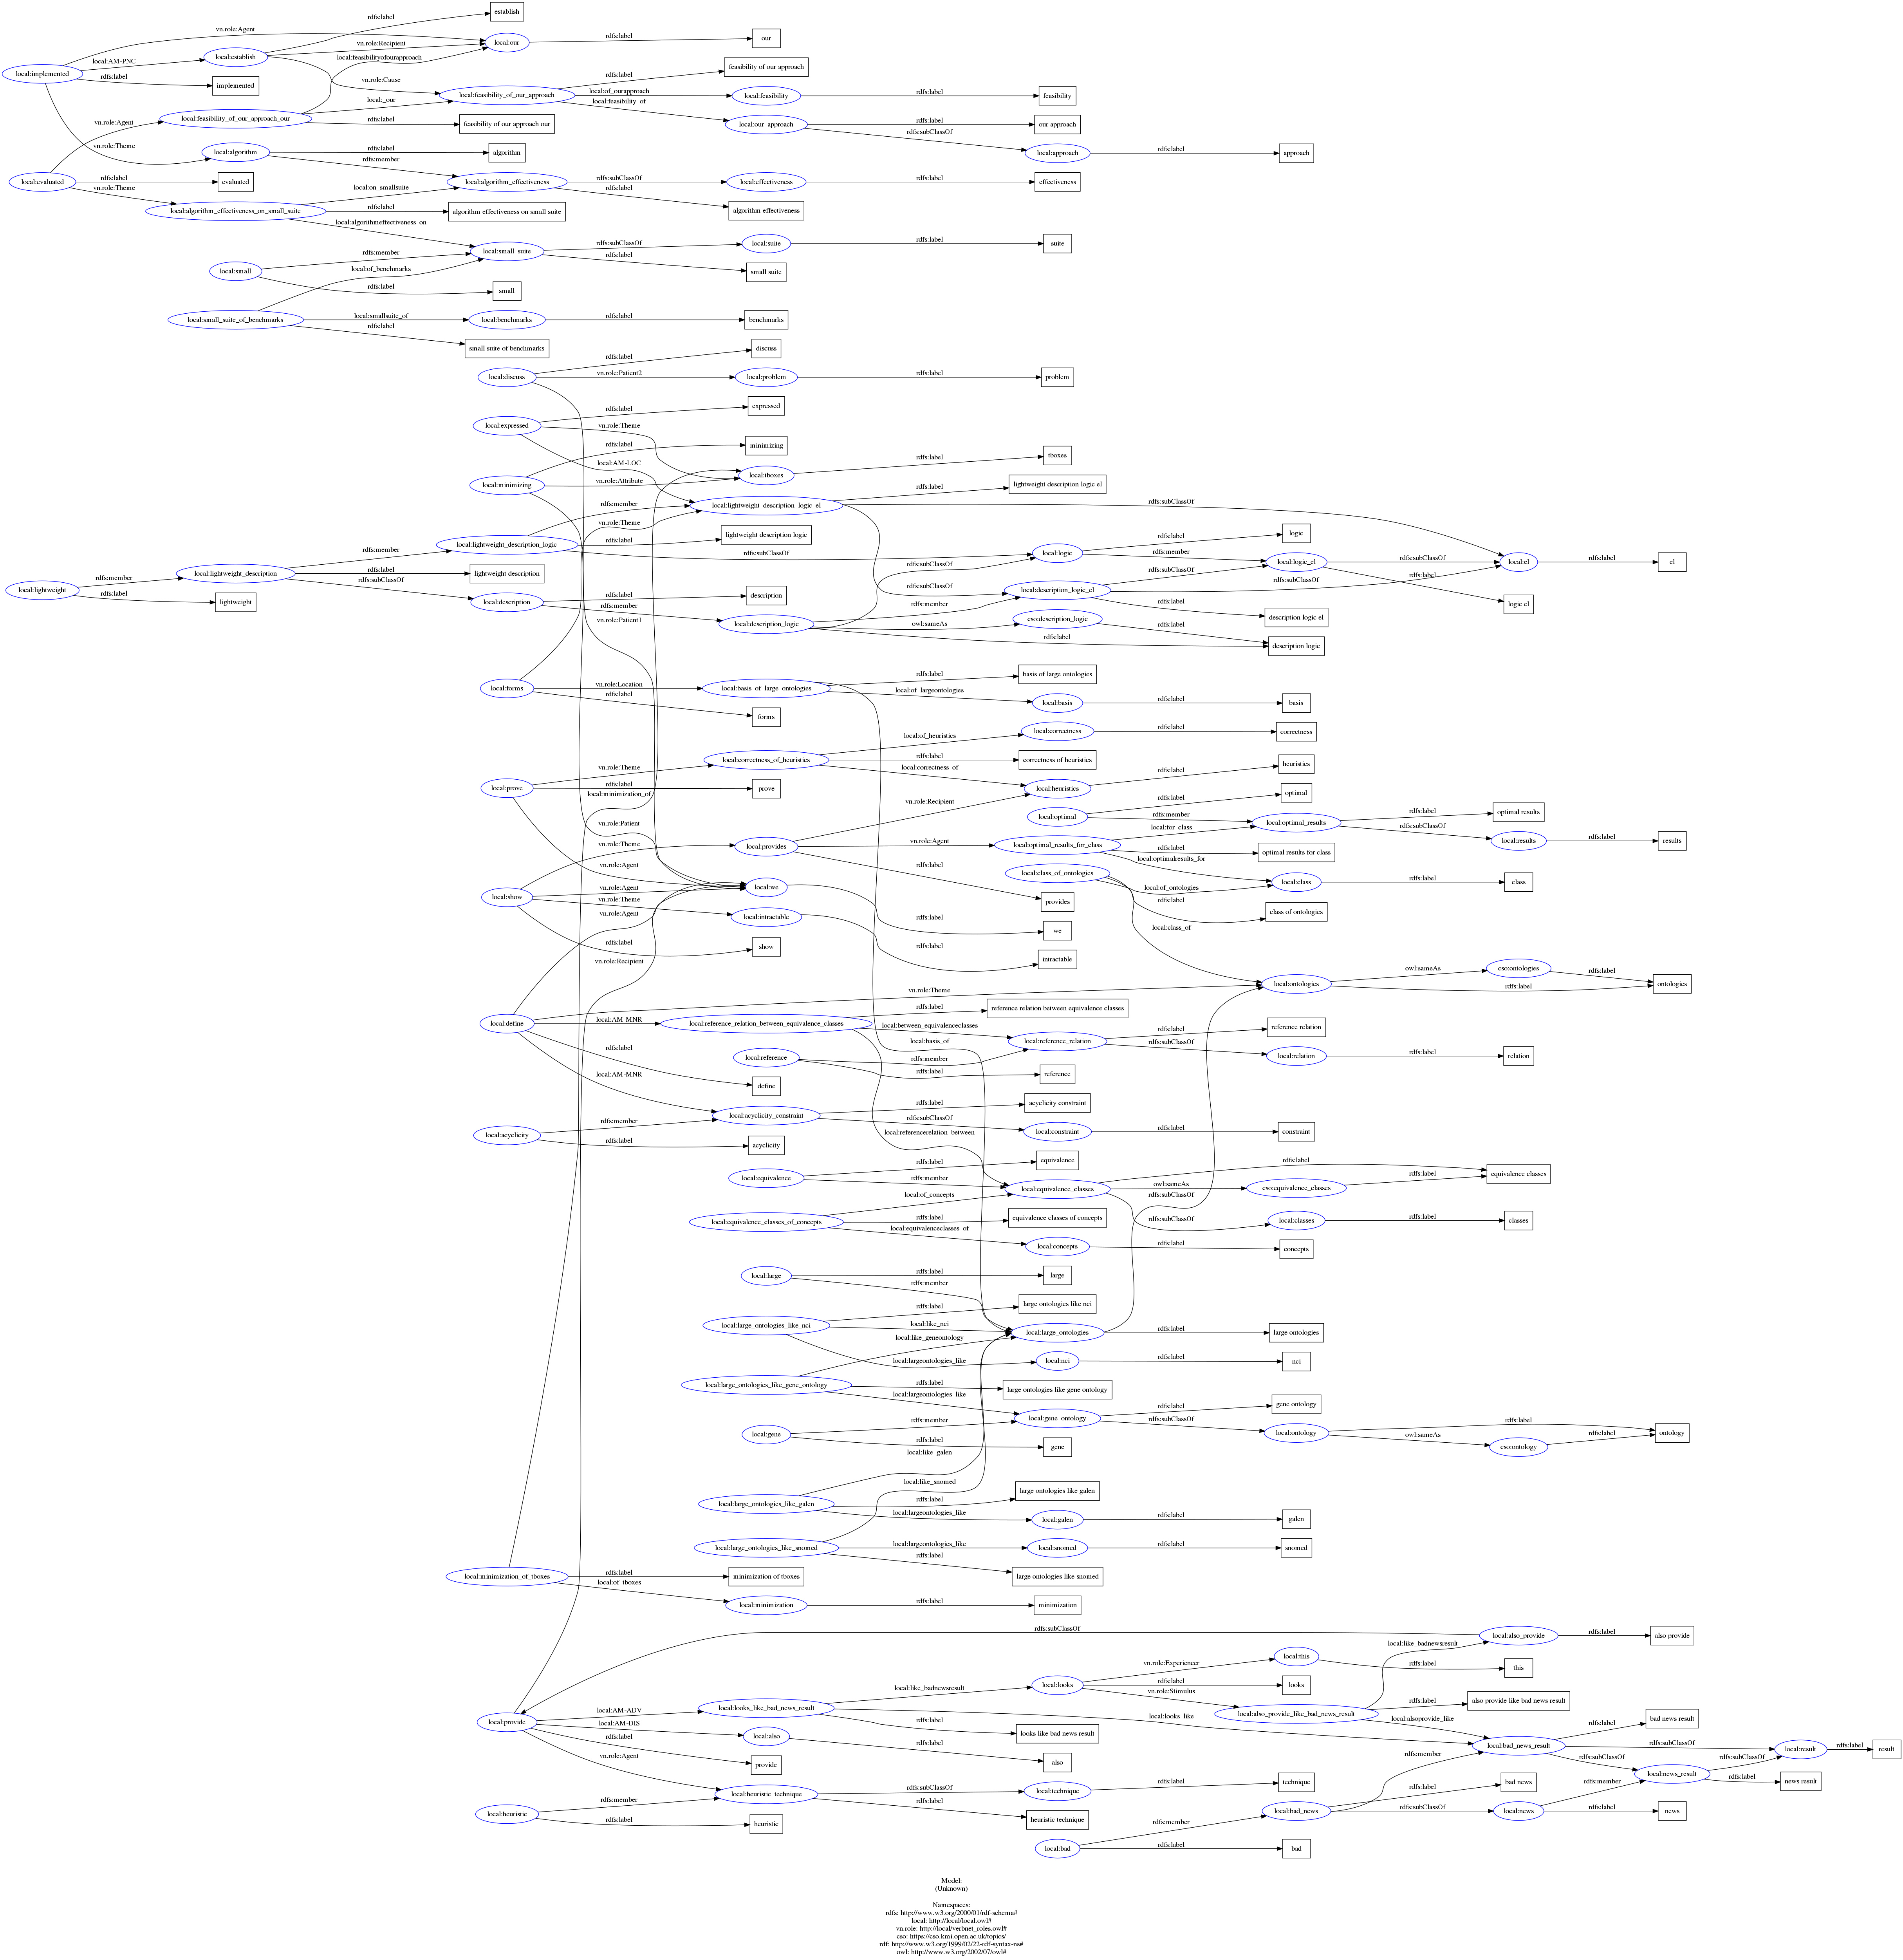 rdfs:label
establish
vn.role:Agent
local:our
rdfs:label
our
vn.role:Recipient
local:establish
local:feasibilityofourapproach_
local:AM-PNC
local:implemented
rdfs:label
feasibility of our approach
rdfs:label
implemented
vn.role:Cause
local:feasibility_of_our_approach
local:of_ourapproach
local:feasibility
rdfs:label
feasibility
local:_our
local:feasibility_of
local:feasibility_of_our_approach_our
vn.role:Agent
rdfs:label
feasibility of our approach our
local:our_approach
rdfs:label
our approach
rdfs:subClassOf
vn.role:Theme
local:algorithm
rdfs:label
algorithm
local:approach
rdfs:label
approach
rdfs:member
local:evaluated
rdfs:label
evaluated
local:on_smallsuite
local:algorithm_effectiveness
rdfs:subClassOf
local:effectiveness
rdfs:label
effectiveness
vn.role:Theme
rdfs:label
local:algorithm_effectiveness_on_small_suite
rdfs:label
algorithm effectiveness on small suite
algorithm effectiveness
local:algorithmeffectiveness_on
rdfs:member
local:small_suite
rdfs:subClassOf
local:suite
rdfs:label
suite
rdfs:label
small suite
local:small
local:of_benchmarks
rdfs:label
small
local:small_suite_of_benchmarks
local:smallsuite_of
local:benchmarks
rdfs:label
benchmarks
rdfs:label
small suite of benchmarks
rdfs:label
discuss
local:discuss
vn.role:Patient2
local:problem
rdfs:label
problem
rdfs:label
expressed
local:expressed
vn.role:Theme
rdfs:label
minimizing
local:AM-LOC
local:tboxes
rdfs:label
tboxes
local:minimizing
vn.role:Attribute
rdfs:label
lightweight description logic el
rdfs:member
local:lightweight_description_logic_el
rdfs:subClassOf
vn.role:Theme
rdfs:label
lightweight description logic
local:lightweight_description_logic
rdfs:subClassOf
local:logic
rdfs:label
logic
rdfs:member
local:logic_el
rdfs:subClassOf
local:el
rdfs:label
el
rdfs:member
local:lightweight_description
rdfs:label
lightweight description
rdfs:subClassOf
rdfs:member
local:lightweight
rdfs:label
lightweight
rdfs:subClassOf
local:description
rdfs:label
description
rdfs:subClassOf
local:description_logic_el
rdfs:subClassOf
rdfs:subClassOf
rdfs:label
logic el
rdfs:member
rdfs:member
rdfs:label
description logic el
local:description_logic
owl:sameAs
cso:description_logic
rdfs:label
rdfs:label
description logic
vn.role:Patient1
local:forms
vn.role:Location
local:basis_of_large_ontologies
rdfs:label
basis of large ontologies
rdfs:label
forms
local:of_largeontologies
local:basis
rdfs:label
basis
local:of_heuristics
local:correctness
rdfs:label
correctness
vn.role:Theme
local:correctness_of_heuristics
rdfs:label
correctness of heuristics
local:correctness_of
local:prove
rdfs:label
prove
local:minimization_of
local:heuristics
rdfs:label
heuristics
vn.role:Recipient
local:optimal
rdfs:label
optimal
rdfs:member
local:optimal_results
rdfs:label
optimal results
rdfs:subClassOf
local:results
rdfs:label
results
vn.role:Patient
vn.role:Theme
local:provides
vn.role:Agent
local:optimal_results_for_class
local:for_class
rdfs:label
optimal results for class
local:optimalresults_for
vn.role:Agent
rdfs:label
provides
local:class_of_ontologies
local:of_ontologies
local:class
rdfs:label
class
rdfs:label
class of ontologies
local:class_of
local:show
vn.role:Agent
local:we
vn.role:Theme
local:intractable
rdfs:label
we
vn.role:Agent
rdfs:label
show
rdfs:label
intractable
vn.role:Recipient
owl:sameAs
cso:ontologies
rdfs:label
local:ontologies
rdfs:label
ontologies
vn.role:Theme
local:define
local:AM-MNR
local:reference_relation_between_equivalence_classes
rdfs:label
reference relation between equivalence classes
local:between_equivalenceclasses
local:reference_relation
rdfs:label
reference relation
rdfs:subClassOf
local:relation
rdfs:label
relation
local:basis_of
local:reference
rdfs:member
rdfs:label
reference
rdfs:label
define
local:AM-MNR
local:acyclicity_constraint
rdfs:label
acyclicity constraint
rdfs:subClassOf
local:constraint
rdfs:label
constraint
rdfs:member
local:acyclicity
rdfs:label
acyclicity
local:referencerelation_between
rdfs:label
equivalence
local:equivalence
rdfs:member
local:equivalence_classes
rdfs:label
equivalence classes
owl:sameAs
cso:equivalence_classes
rdfs:label
rdfs:subClassOf
local:of_concepts
local:equivalence_classes_of_concepts
rdfs:label
equivalence classes of concepts
rdfs:subClassOf
local:classes
rdfs:label
classes
local:equivalenceclasses_of
local:concepts
rdfs:label
concepts
local:large
rdfs:label
large
rdfs:member
rdfs:label
large ontologies like nci
local:large_ontologies_like_nci
local:like_nci
local:large_ontologies
rdfs:label
large ontologies
local:like_geneontology
local:largeontologies_like
local:nci
rdfs:label
nci
local:large_ontologies_like_gene_ontology
rdfs:label
large ontologies like gene ontology
local:largeontologies_like
local:gene_ontology
rdfs:label
gene ontology
rdfs:subClassOf
local:ontology
rdfs:label
ontology
owl:sameAs
cso:ontology
rdfs:label
rdfs:member
local:gene
rdfs:label
gene
local:like_galen
local:like_snomed
local:large_ontologies_like_galen
rdfs:label
large ontologies like galen
local:largeontologies_like
local:galen
rdfs:label
galen
local:large_ontologies_like_snomed
local:largeontologies_like
local:snomed
rdfs:label
snomed
rdfs:label
large ontologies like snomed
local:minimization_of_tboxes
rdfs:label
minimization of tboxes
local:of_tboxes
local:minimization
rdfs:label
minimization
rdfs:subClassOf
local:also_provide
rdfs:label
also provide
local:like_badnewsresult
vn.role:Experiencer
local:this
rdfs:label
this
local:like_badnewsresult
local:looks
rdfs:label
looks
vn.role:Stimulus
local:AM-ADV
local:looks_like_bad_news_result
local:also_provide_like_bad_news_result
rdfs:label
also provide like bad news result
local:provide
local:AM-DIS
rdfs:label
looks like bad news result
local:looks_like
local:alsoprovide_like
rdfs:label
bad news result
local:also
rdfs:label
also
local:bad_news_result
rdfs:subClassOf
local:result
rdfs:label
result
rdfs:label
provide
vn.role:Agent
rdfs:member
rdfs:subClassOf
local:news_result
rdfs:subClassOf
rdfs:label
news result
local:heuristic_technique
rdfs:subClassOf
local:technique
rdfs:label
technique
rdfs:label
bad news
rdfs:member
rdfs:member
local:heuristic
rdfs:label
heuristic
rdfs:label
heuristic technique
local:bad_news
rdfs:subClassOf
local:news
rdfs:label
news
rdfs:member
local:bad
rdfs:label
bad
Model:
(Unknown)
Namespaces:
rdfs: http://www.w3.org/2000/01/rdf-schema#
local: http://local/local.owl#
vn.role: http://local/verbnet_roles.owl#
cso: https://cso.kmi.open.ac.uk/topics/
rdf: http://www.w3.org/1999/02/22-rdf-syntax-ns#
owl: http://www.w3.org/2002/07/owl#